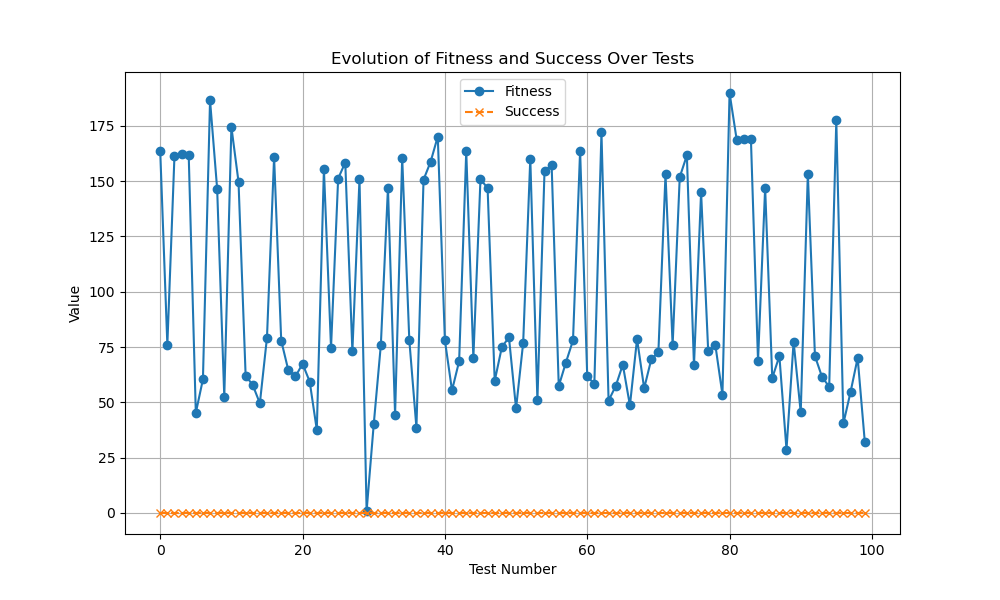 Evolution of Fitness and Success Over Tests
Fitness
Success
Value
175
150
125
100
75
50
25
0
0 20 40 60 80 100
Test Number